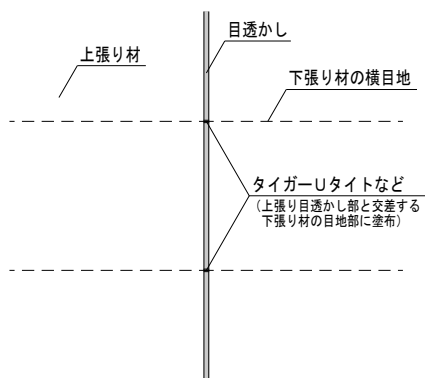 目透かし
上張り材
下張り材の横目地
タイガーUタイトなど
（上張り目透かし部と交差する
下張り材の目地部に塗布）